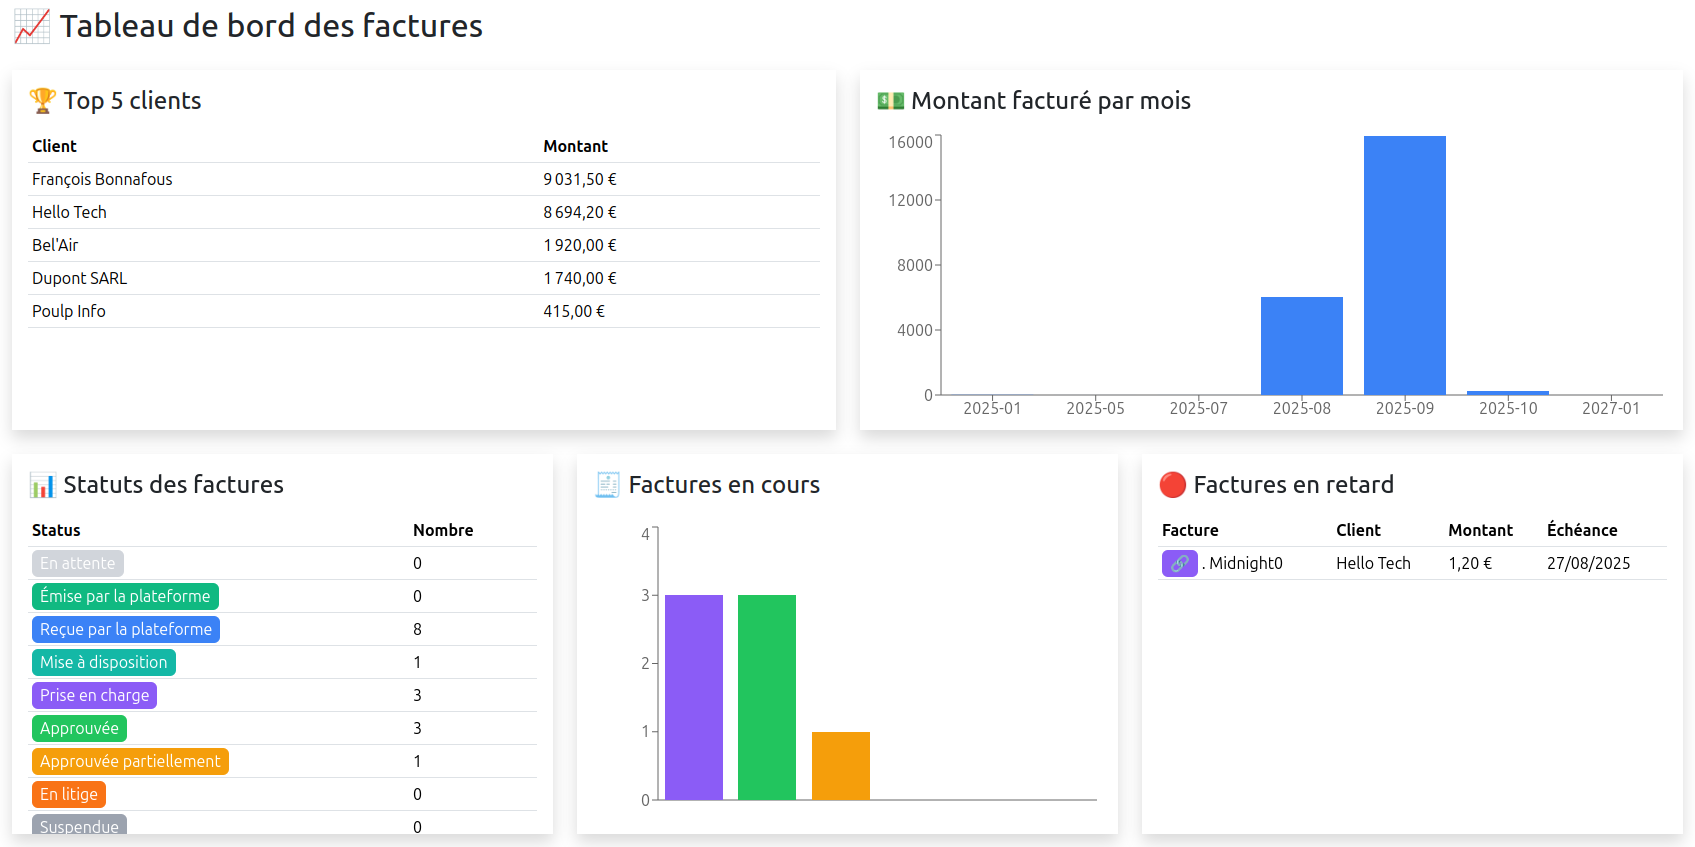 Tableau de bord des factures
Top 5 clients
Client Montant
François Bonnafous 9 031,50 €
Hello Tech 8 694,20 €
Bel'Air 1 920,00 €
Dupont SARL 1 740,00 €
Poulp Info 415,00 €
Montant facturé par mois
16000
12000
8000
4000
0
2025-01 2025-05 2025-07 2025-08 2025-09 2025-10 2027-01
Statuts des factures
Status Nombre
En attente 0
Émise par la plateforme 0
Reçue par la plateforme 8
Mise à disposition 1
Prise en charge 3
Approuvée 3
Approuvée partiellement 1
En litige 0
Suspendue 0
Factures en cours
4
3
2
1
0
Factures en retard
Facture Client Montant Échéance
. Midnight0 Hello Tech 1,20 € 27/08/2025